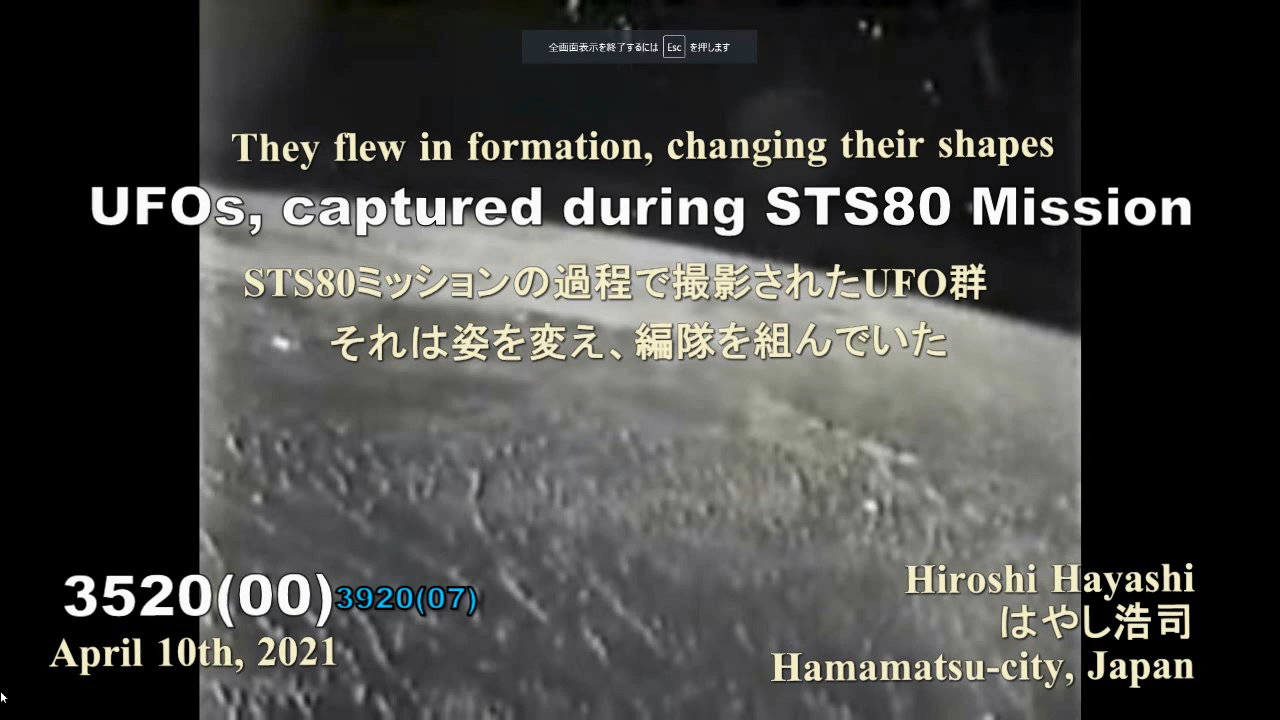 全画面表示を終了するには Esc を押します
They flew in formation, changing their shapes
UFOs, captured during STS80 Mission
STS80ミッションの過程で撮影されたUFO群
それは姿を変え、編隊を組んでいた
3520(00)3920(07)
April 10th, 2021
Hiroshi Hayashi
はやし浩司
Hamamatsu-city, Japan